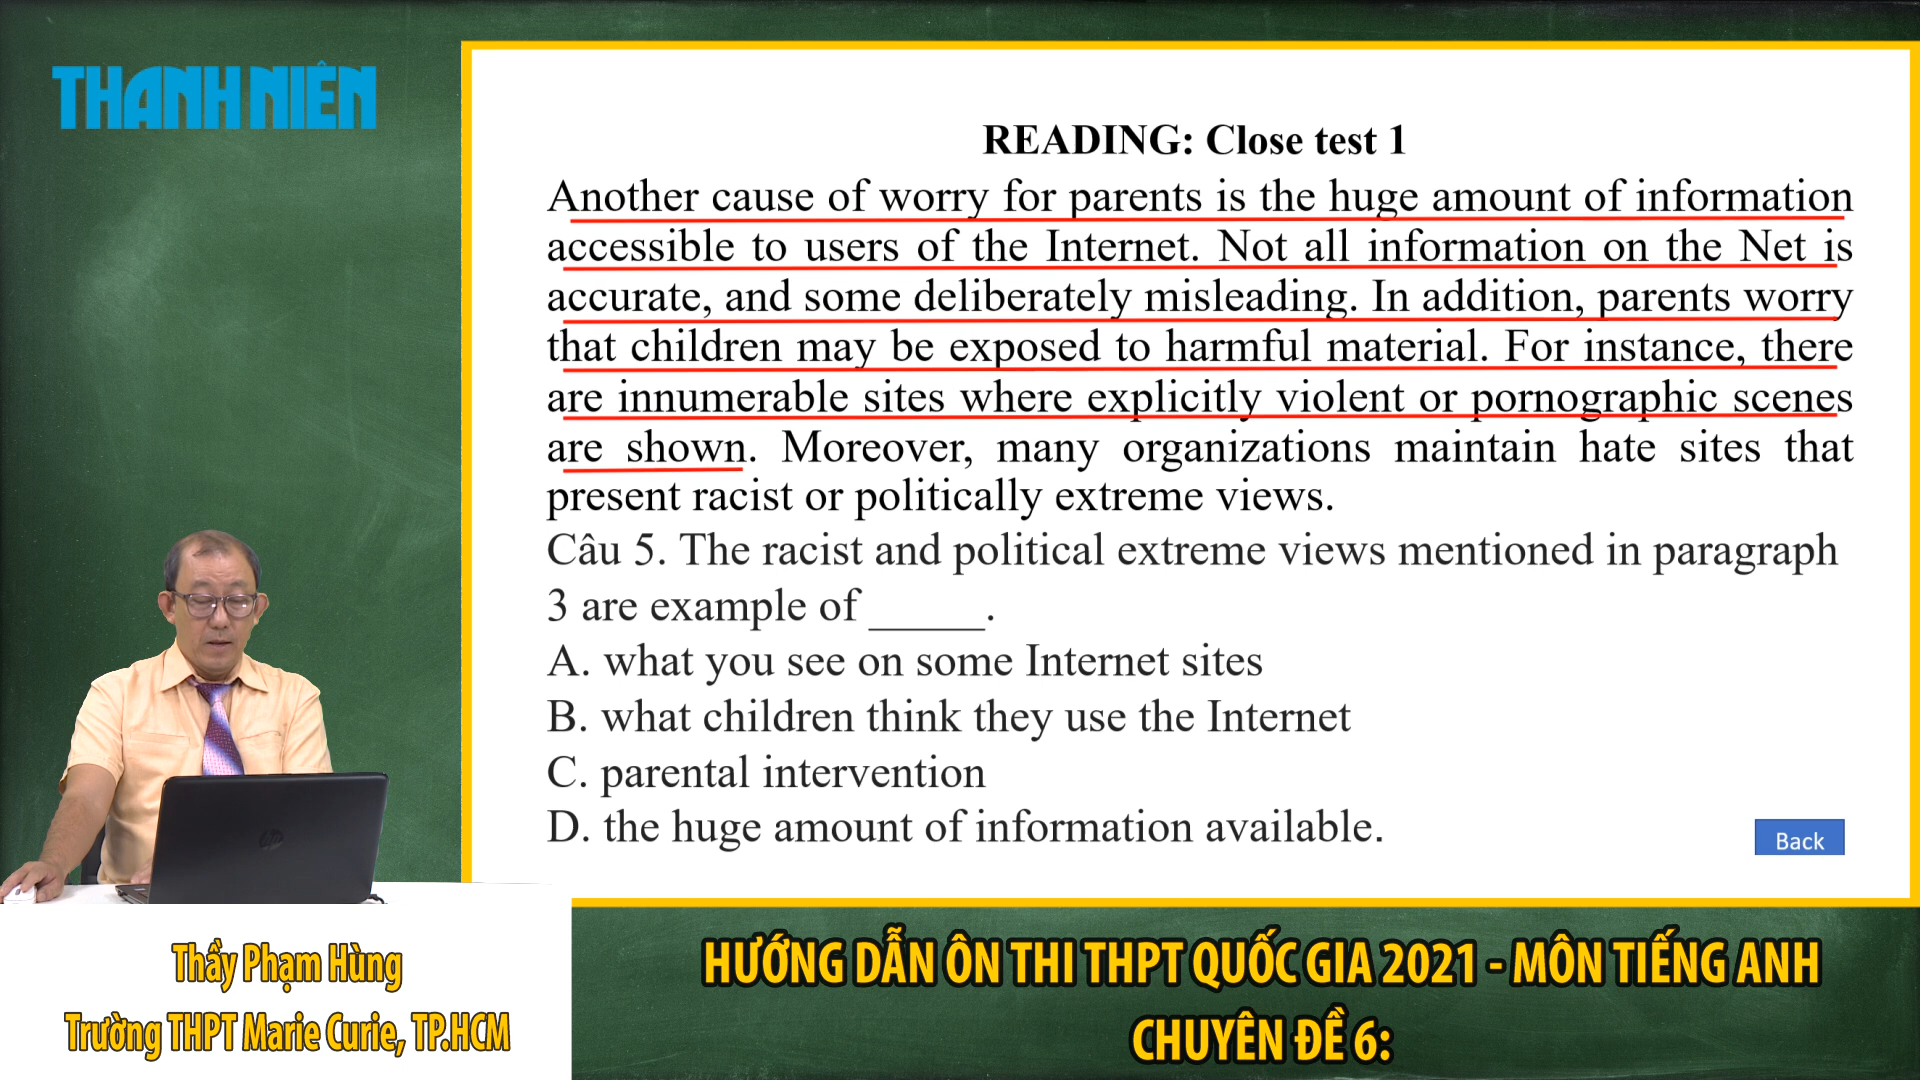 THANH NIÊN
READING: Close test 1
Another cause of worry for parents is the huge amount of information
accessible to users of the Internet. Not all information on the Net is
accurate, and some deliberately misleading. In addition, parents worry
that children may be exposed to harmful material. For instance, there
are innumerable sites where explicitly violent or pornographic scenes
are shown. Moreover, many organizations maintain hate sites that
present racist or politically extreme views.
Câu 5. The racist and political extreme views mentioned in paragraph
3 are example of _____.
A. what you see on some Internet sites
B. what children think they use the Internet
C. parental intervention
D. the huge amount of information available.
Back
Thầy Phạm Hùng
Trường THPT Marie Curie, TP.HCM
HƯỚNG DẪN ÔN THI THPT QUỐC GIA 2021 - MÔN TIẾNG ANH
CHUYÊN ĐỀ 6: